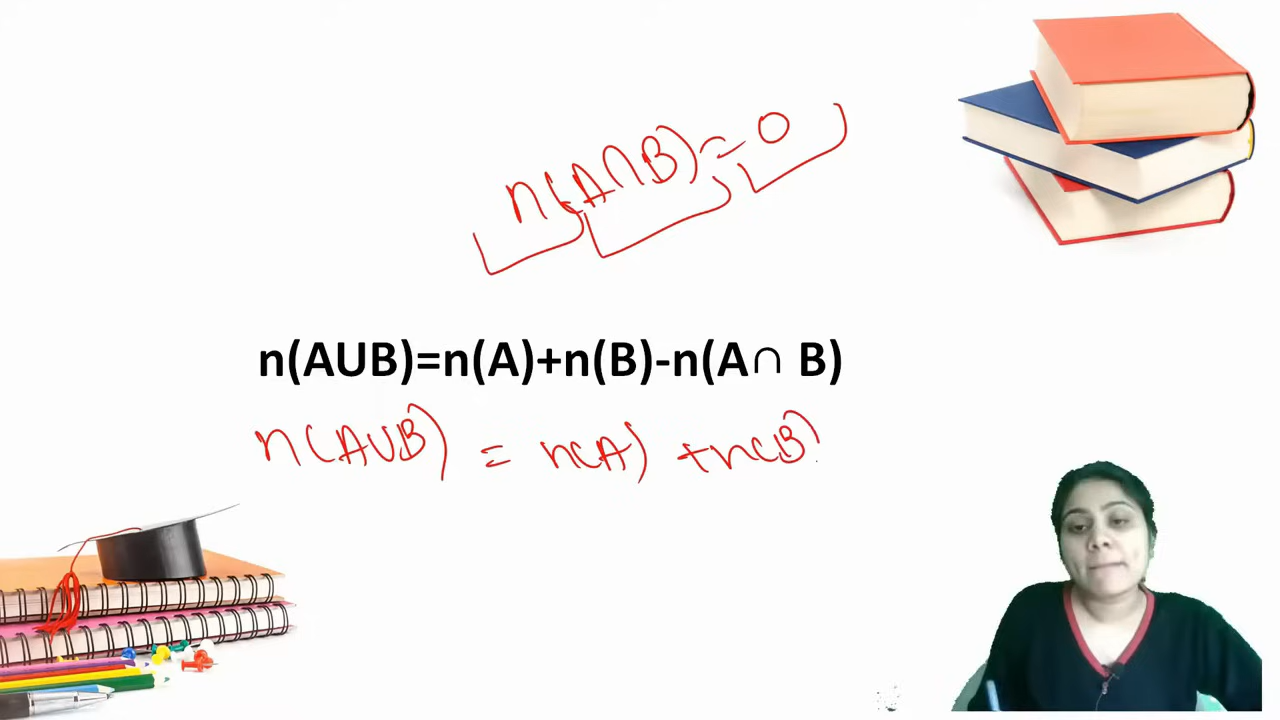 n(A∩B) = 0
n(AUB)=n(A)+n(B)-n(A∩ B)
n(AUB) = n(A) +n(B)